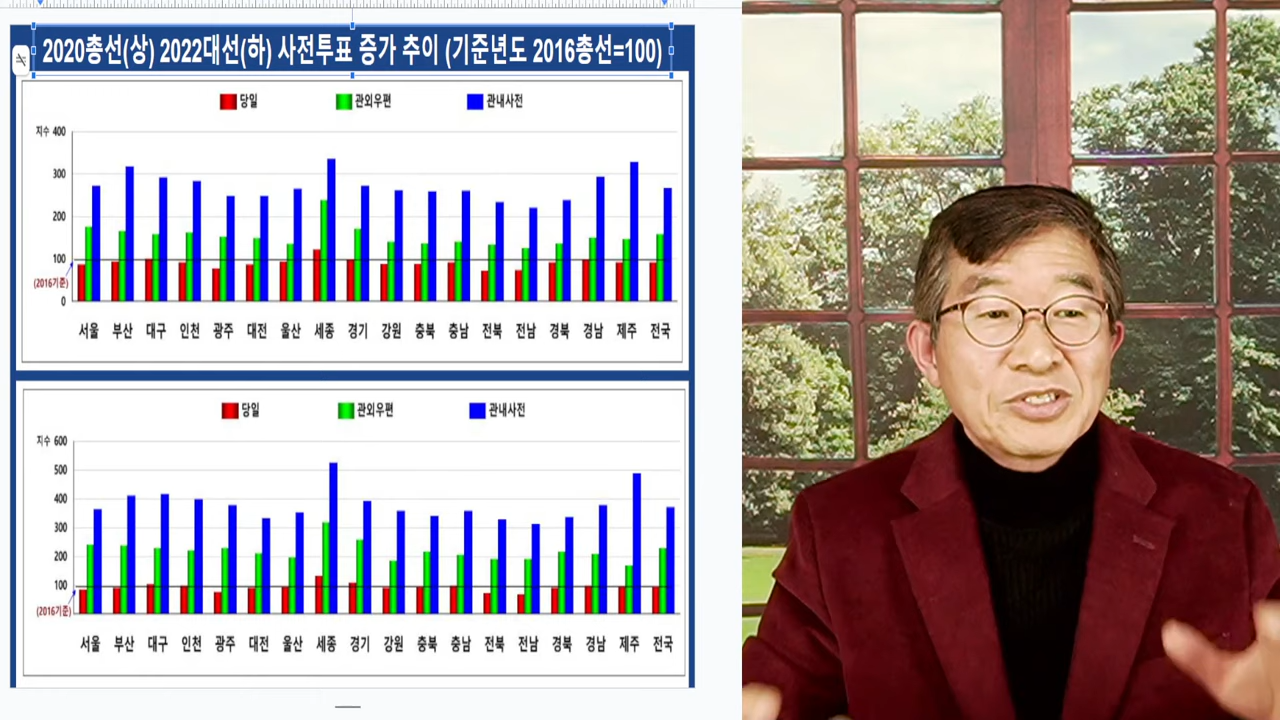 2020총선(상) 2022대선(하) 사전투표 증가 추이 (기준년도 2016총선=100)
당일 관외우편 관내사전
지수 400
300
200
100
(2016기준)
0
서울 부산 대구 인천 광주 대전 울산 세종 경기 강원 충북 충남 전북 전남 경북 경남 제주 전국
당일 관외우편 관내사전
지수 600
500
400
300
200
100
(2016기준)
서울 부산 대구 인천 광주 대전 울산 세종 경기 강원 충북 충남 전북 전남 경북 경남 제주 전국